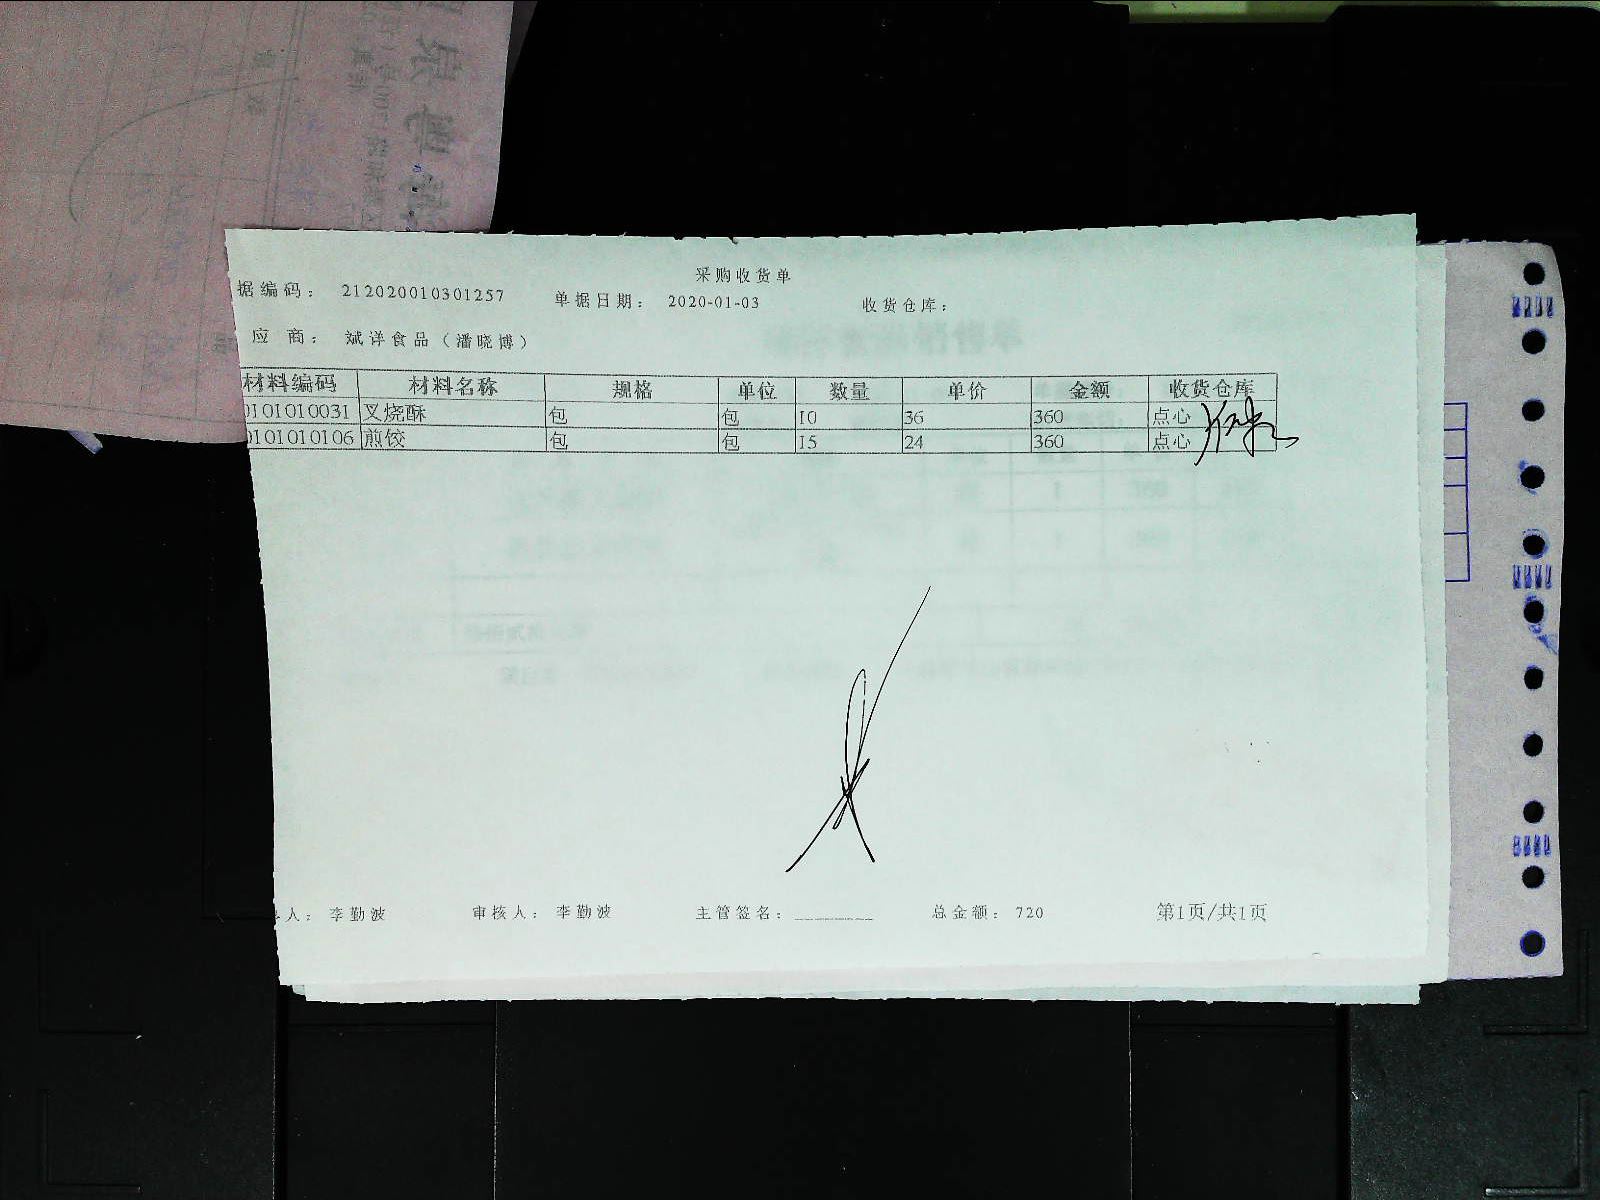 采购收货单
据编码： 212020010301257 单据日期： 2020-01-03 收货仓库：
应 商： 斌洋食品（潘晓博）
材料编码 材料名称 规格 单位 数量 单价 金额 收货仓库
0101010031 叉烧酥 包 包 10 36 360 点心
0101010106 煎饺 包 包 15 24 360 点心
人： 李勤波 审核人： 李勤波 主管签名：________ 总金额： 720 第1页/共1页